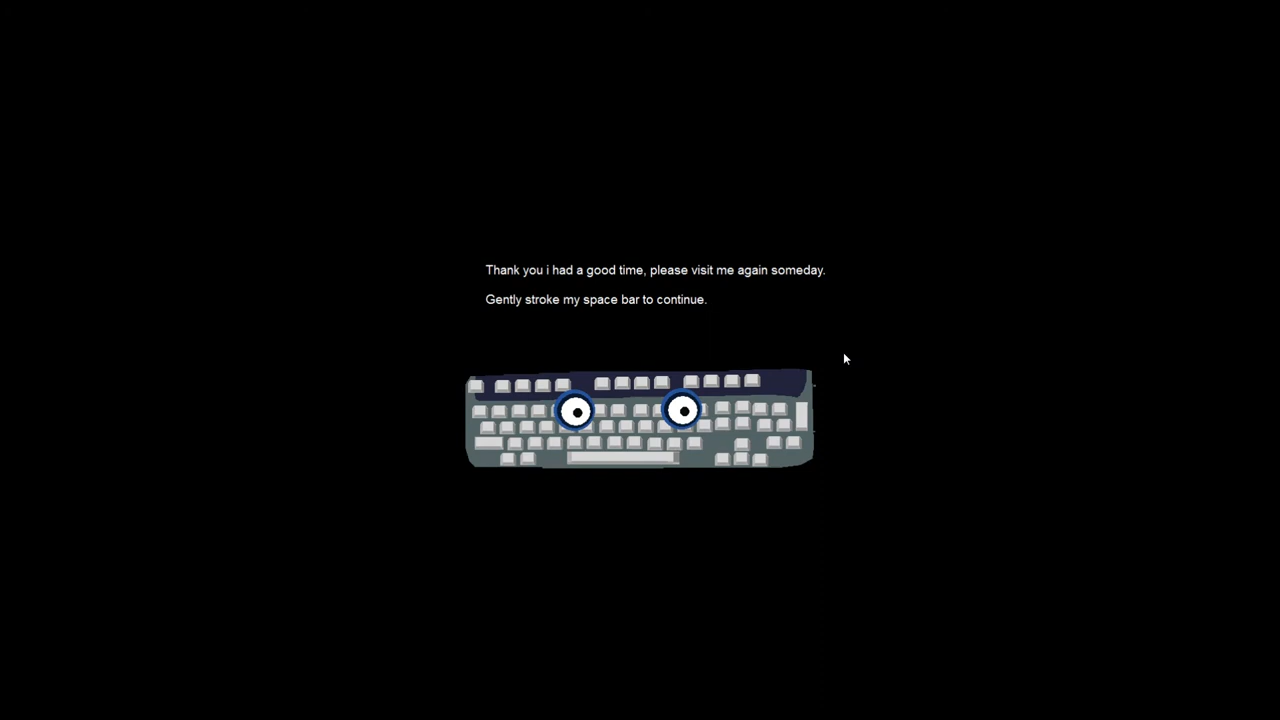 Thank you i had a good time, please visit me again someday.
Gently stroke my space bar to continue.